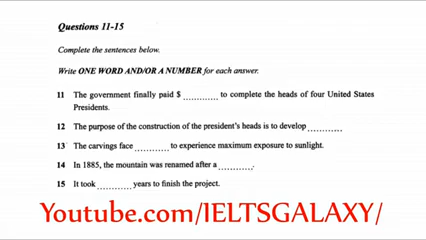 Questions 11-15
Complete the sentences below.
Write ONE WORD AND/OR A NUMBER for each answer.
11 The government finally paid $ ............ to complete the heads of four United States
Presidents.
12 The purpose of the construction of the president's heads is to develop ............
13 The carvings face ............ to experience maximum exposure to sunlight.
14 In 1885, the mountain was renamed after a ............
15 It took ............ years to finish the project.
Youtube.com/IELTSGALAXY/